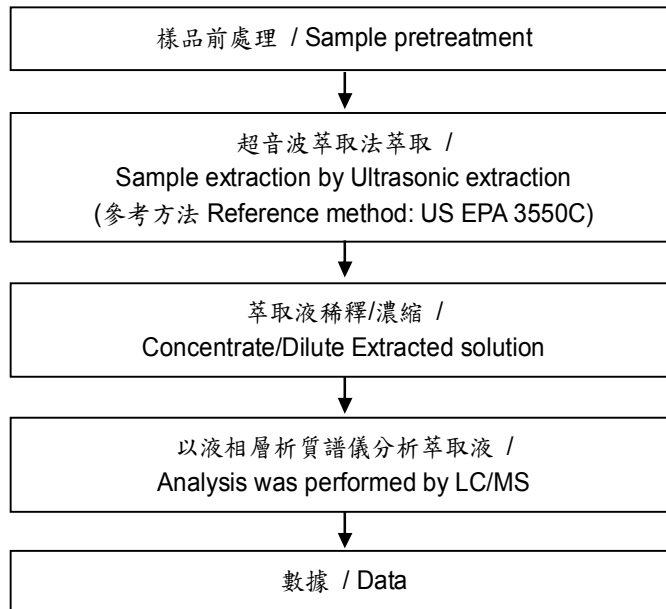 樣品前處理 / Sample pretreatment
超音波萃取法萃取 /
Sample extraction by Ultrasonic extraction
(參考方法 Reference method: US EPA 3550C)
萃取液稀釋/濃縮 /
Concentrate/Dilute Extracted solution
以液相層析質譜儀分析萃取液 /
Analysis was performed by LC/MS
數據 / Data